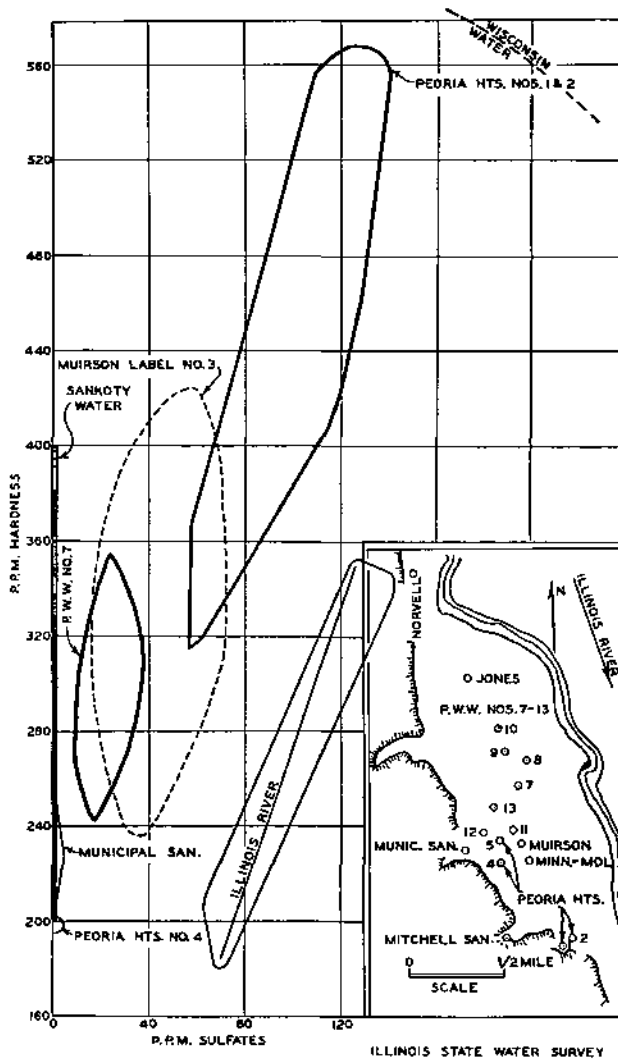 WISCONSIN
WATER
560
PEORIA HTS. NOS. 1 & 2
520
480
440
MUIRSON LABEL NO. 3
SANKOTY
WATER
400
P.P.M. HARDNESS
360
P.W.W. NO. 7
320
280
240
MUNICIPAL SAN.
200
PEORIA HTS. NO. 4
160
ILLINOIS RIVER
0
40
80
120
P.P.M. SULFATES
NORVELL
N
ILLINOIS
RIVER
JONES
P.W.W. NOS. 7-13
10
9
8
7
13
12
11
5
MUNIC. SAN.
MUIRSON
4
MINN.-MOL.
PEORIA
HTS.
MITCHELL SAN.
2
1
0
1/2 MILE
SCALE
ILLINOIS STATE WATER SURVEY